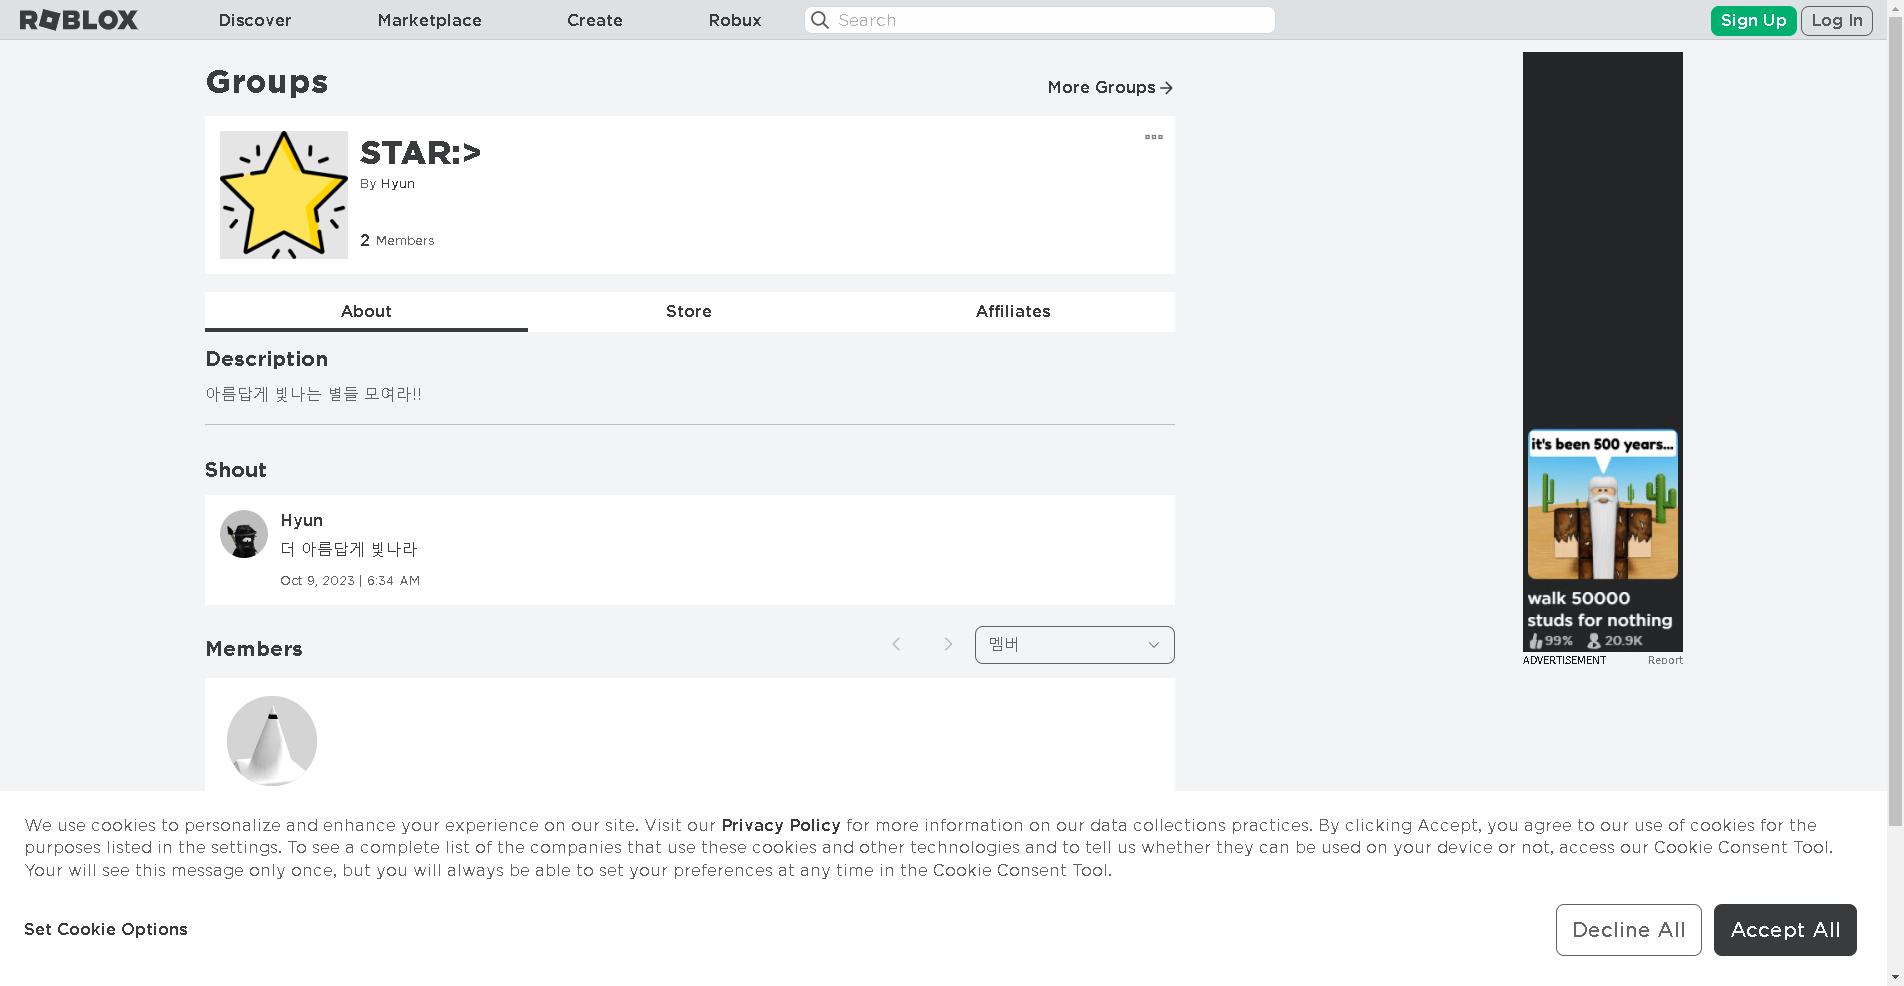 ROBLOX Discover Marketplace Create Robux Search Sign Up Log In
Groups
More Groups
STAR:>
By Hyun
2 Members
About Store Affiliates
Description
아름답게 빛나는 별들 모여라!!
Shout
Hyun
더 아름답게 빛나라
Oct 9, 2023 | 6:34 AM
Members
멤버
it's been 500 years...
walk 50000
studs for nothing
99% 20.9K
ADVERTISEMENT Report
We use cookies to personalize and enhance your experience on our site. Visit our Privacy Policy for more information on our data collections practices. By clicking Accept, you agree to our use of cookies for the
purposes listed in the settings. To see a complete list of the companies that use these cookies and other technologies and to tell us whether they can be used on your device or not, access our Cookie Consent Tool.
Your will see this message only once, but you will always be able to set your preferences at any time in the Cookie Consent Tool.
Set Cookie Options
Decline All Accept All